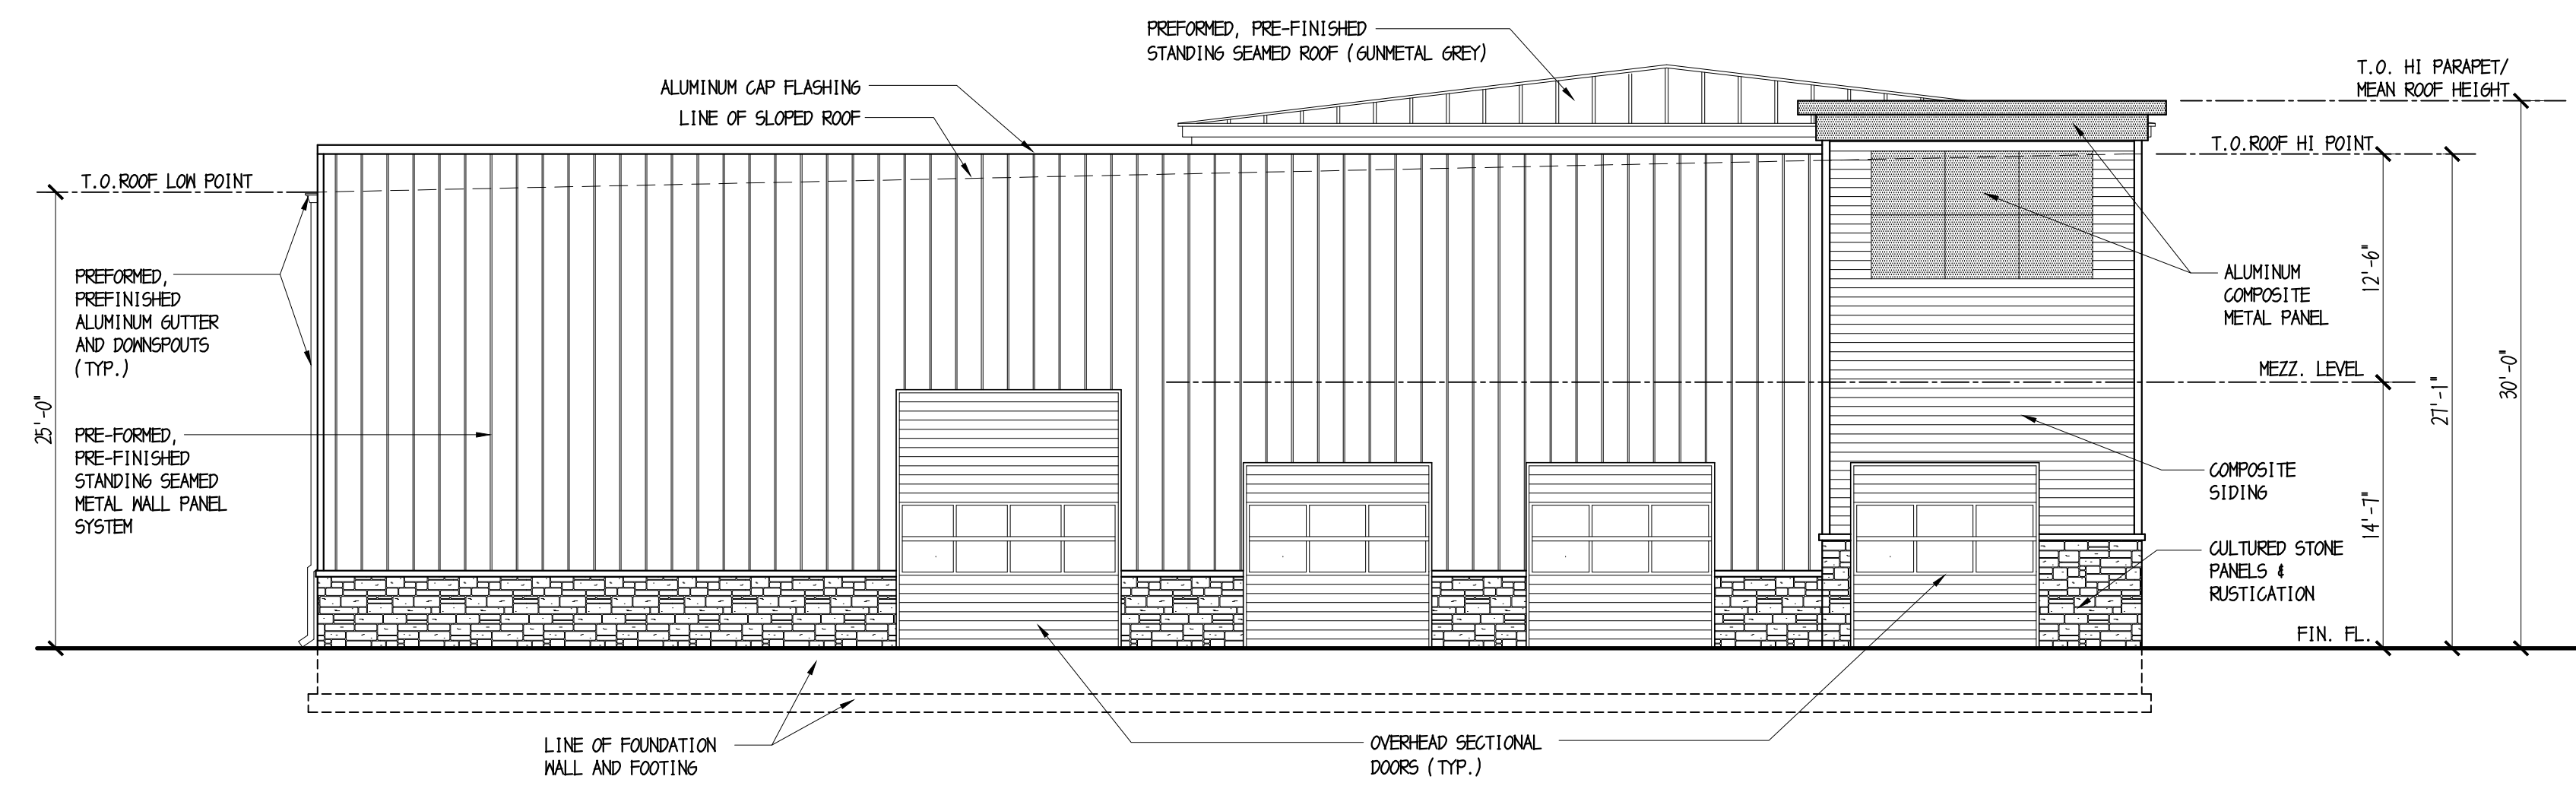 PREFORMED, PRE-FINISHED
STANDING SEAMED ROOF (GUNMETAL GREY)
T.O. HI PARAPET/
MEAN ROOF HEIGHT
ALUMINUM CAP FLASHING
LINE OF SLOPED ROOF
T.O.ROOF HI POINT
T.O.ROOF LOW POINT
PREFORMED,
PREFINISHED
ALUMINUM GUTTER
AND DOWNSPOUTS
(TYP.)
25'-0"
PRE-FORMED,
PRE-FINISHED
STANDING SEAMED
METAL WALL PANEL
SYSTEM
ALUMINUM
COMPOSITE
METAL PANEL
12'-6"
MEZZ. LEVEL
27'-1"
30'-0"
COMPOSITE
SIDING
14'-7"
CULTURED STONE
PANELS &
RUSTICATION
FIN. FL.
LINE OF FOUNDATION
WALL AND FOOTING
OVERHEAD SECTIONAL
DOORS (TYP.)